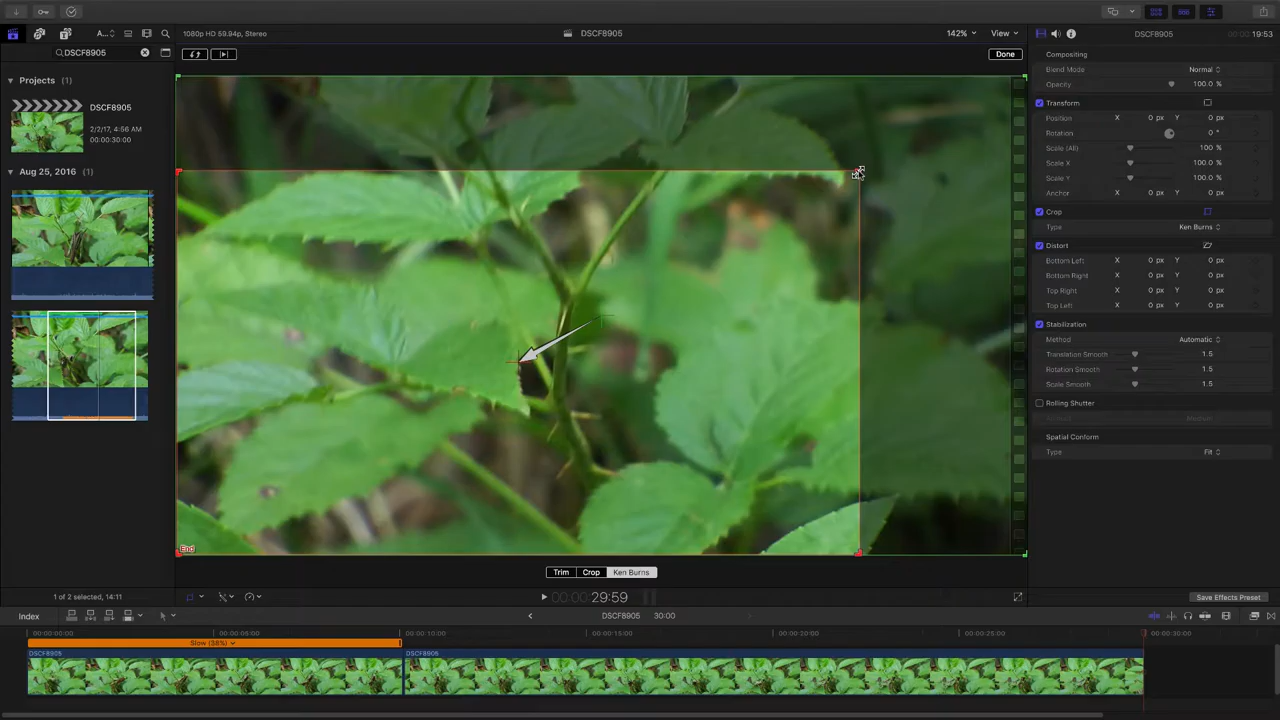 1080p HD 59.94p, Stereo
DSCF8905
142%
View
DSCF8905
19:53
A...
DSCF8905
Done
Compositing
Blend Mode
Normal
Opacity
100.0 %
Projects (1)
DSCF8905
2/2/17, 4:56 AM
00:00:30:00
Aug 25, 2016 (1)
Transform
Position X 0 px Y 0 px
Rotation 0 °
Scale (All) 100 %
Scale X 100.0 %
Scale Y 100.0 %
Anchor X 0 px Y 0 px
Crop
Type Ken Burns
Distort
Bottom Left X 0 px Y 0 px
Bottom Right X 0 px Y 0 px
Top Right X 0 px Y 0 px
Top Left X 0 px Y 0 px
Stabilization
Method Automatic
Translation Smooth 1.5
Rotation Smooth 1.5
Scale Smooth 1.5
Rolling Shutter
Spatial Conform
Type Fit
End
Trim Crop Ken Burns
1 of 2 selected, 14:11
00:00:29:59
Save Effects Preset
Index
DSCF8905 30:00
00:00:00:00 00:00:05:00 00:00:10:00 00:00:15:00 00:00:20:00 00:00:25:00 00:00:30:00
Slow (38%)
DSCF8905 DSCF8905